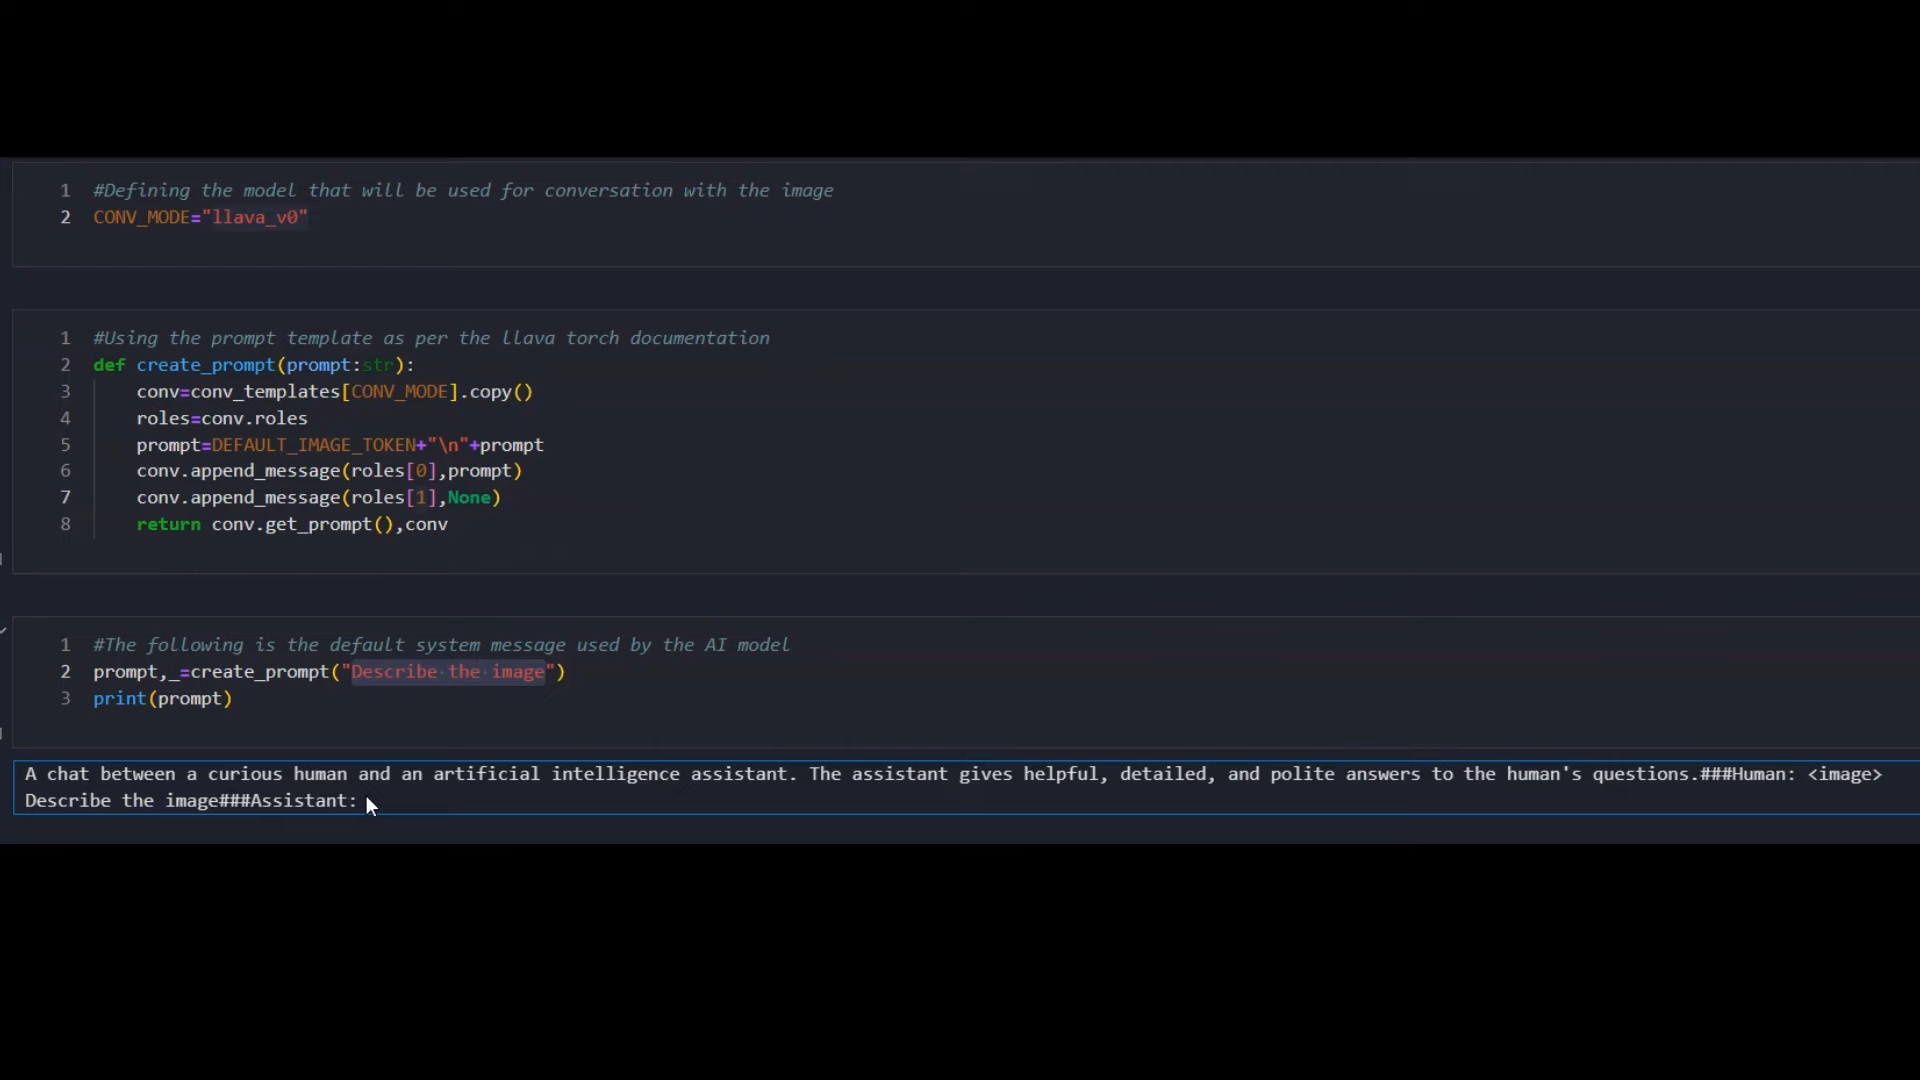 1 #Defining the model that will be used for conversation with the image
2 CONV_MODE="llava_v0"
1 #Using the prompt template as per the llava torch documentation
2 def create_prompt(prompt:str):
3     conv=conv_templates[CONV_MODE].copy()
4     roles=conv.roles
5     prompt=DEFAULT_IMAGE_TOKEN+"\n"+prompt
6     conv.append_message(roles[0],prompt)
7     conv.append_message(roles[1],None)
8     return conv.get_prompt(),conv
1 #The following is the default system message used by the AI model
2 prompt,_=create_prompt("Describe·the·image")
3 print(prompt)
A chat between a curious human and an artificial intelligence assistant. The assistant gives helpful, detailed, and polite answers to the human's questions.###Human: <image>
Describe the image###Assistant: